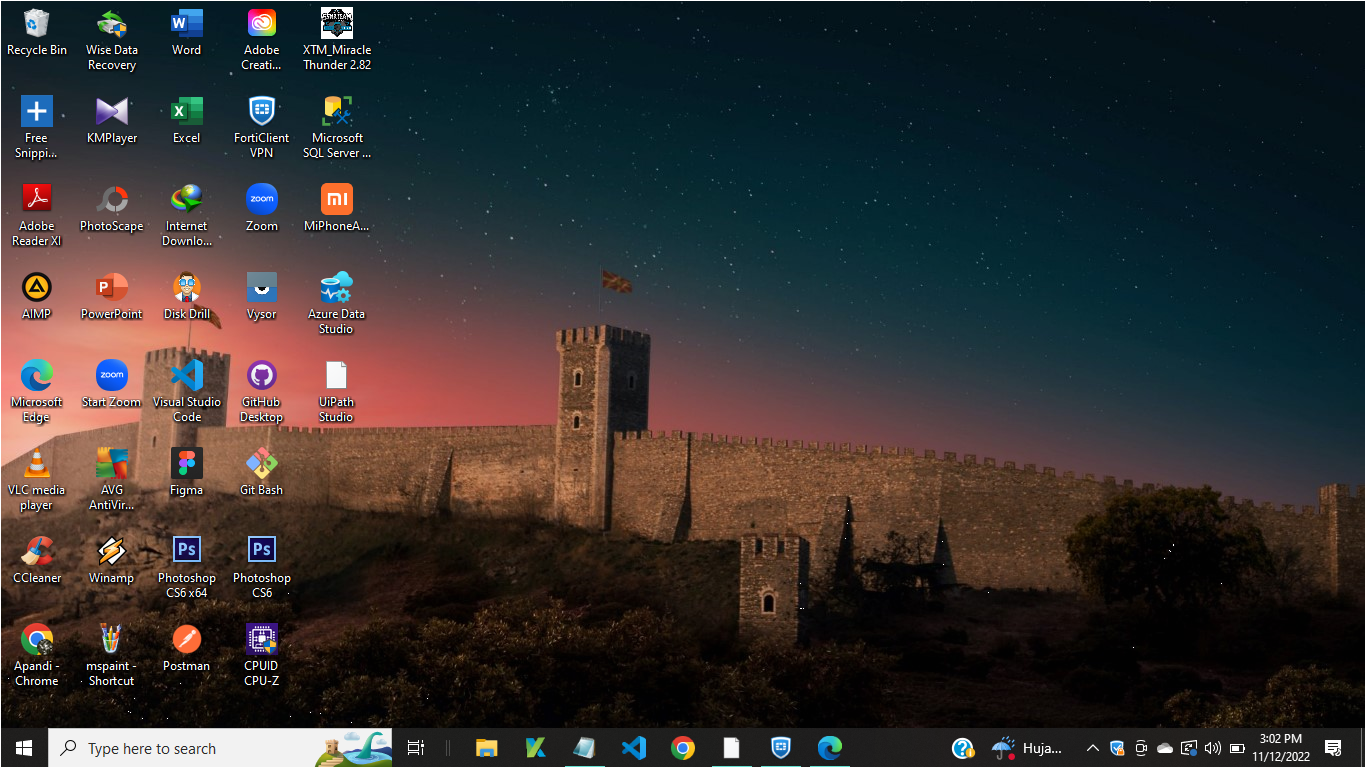 Recycle Bin
Wise Data
Recovery
Word
Adobe
Creati...
XTM_Miracle
Thunder 2.82
Free
Snippi...
KMPlayer
Excel
FortiClient
VPN
Microsoft
SQL Server ...
Adobe
Reader XI
PhotoScape
Internet
Downlo...
zoom
Zoom
MiPhoneA...
AIMP
PowerPoint
Disk Drill
Vysor
Azure Data
Studio
Microsoft
Edge
zoom
Start Zoom
Visual Studio
Code
GitHub
Desktop
UiPath
Studio
VLC media
player
AVG
AntiVir...
Figma
Git Bash
CCleaner
Winamp
Ps
Photoshop
CS6 x64
Ps
Photoshop
CS6
Apandi -
Chrome
mspaint -
Shortcut
Postman
CPUID
CPU-Z
Type here to search
Huja...
3:02 PM
11/12/2022